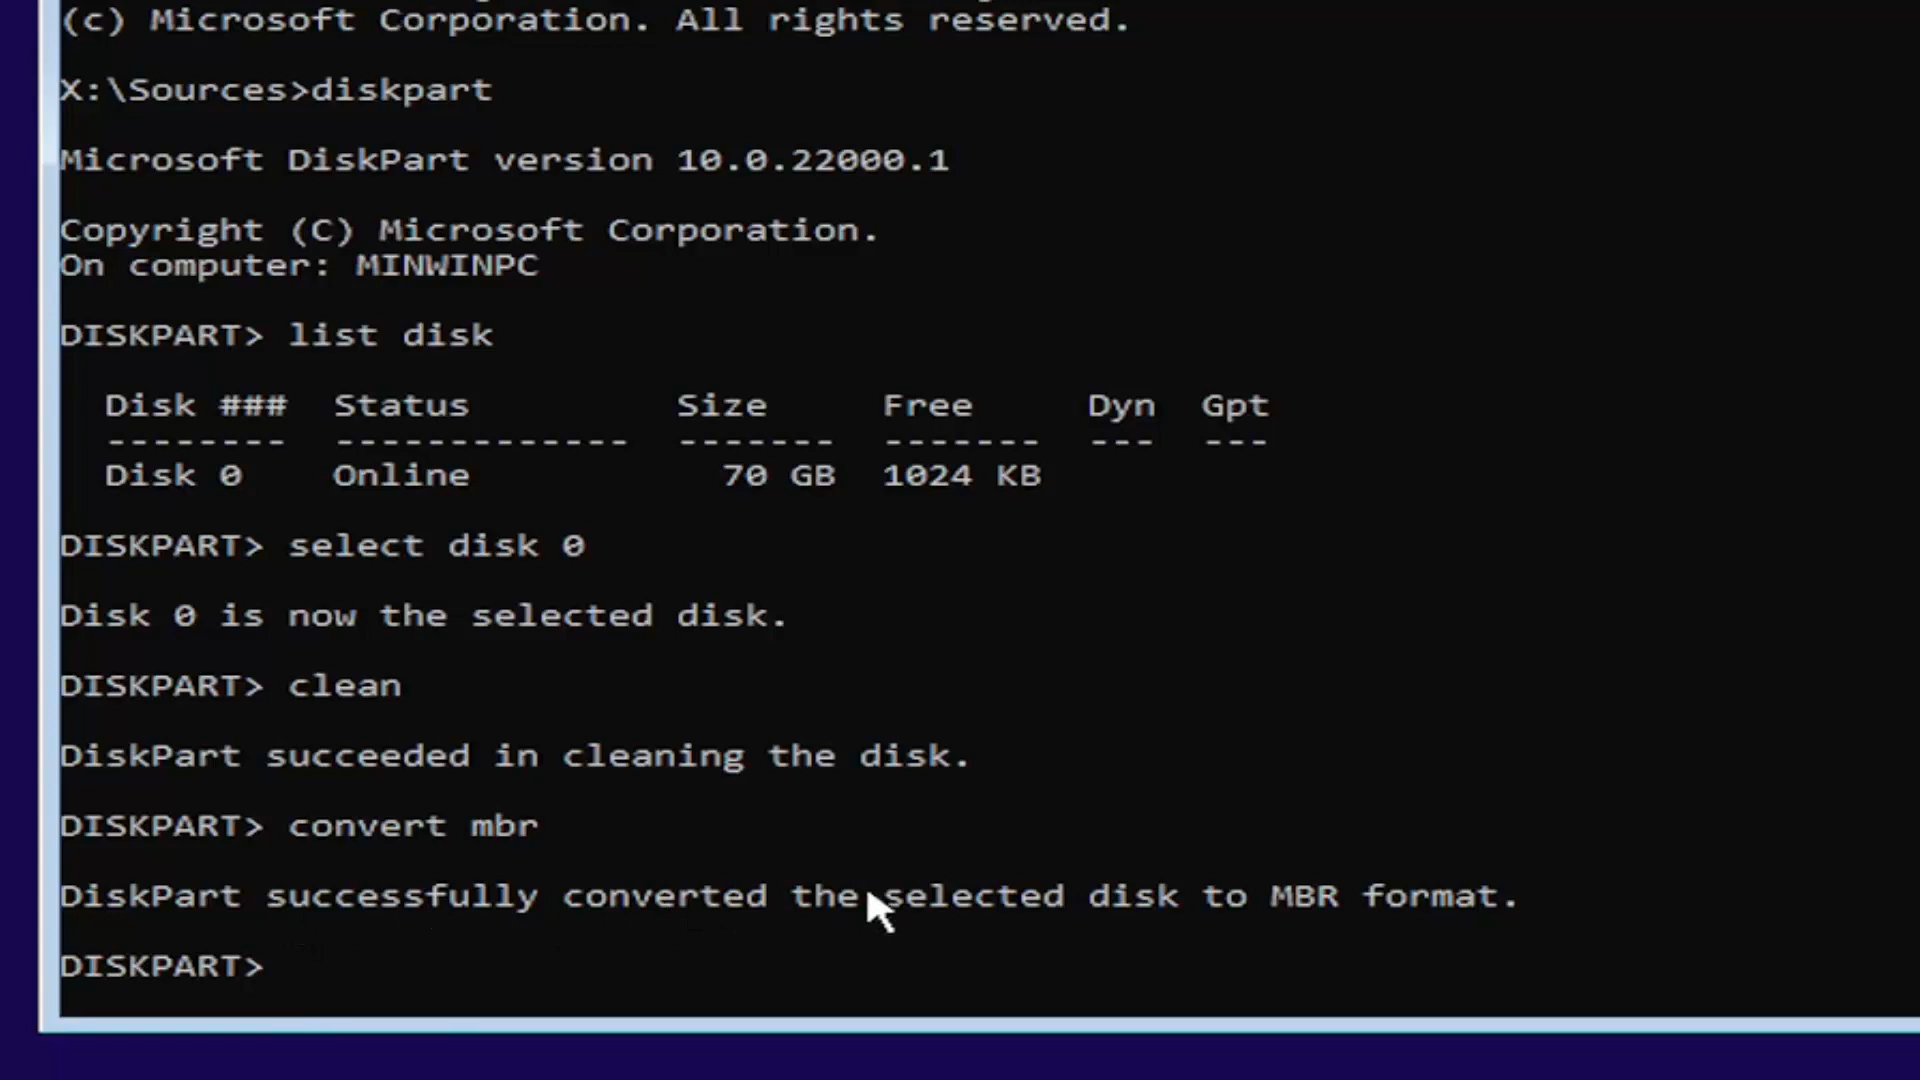 (c) Microsoft Corporation. All rights reserved.
X:\Sources>diskpart
Microsoft DiskPart version 10.0.22000.1
Copyright (C) Microsoft Corporation.
On computer: MINWINPC
DISKPART> list disk
Disk ### Status Size Free Dyn Gpt
-------- ------------- ------- ------- --- ---
Disk 0 Online 70 GB 1024 KB
DISKPART> select disk 0
Disk 0 is now the selected disk.
DISKPART> clean
DiskPart succeeded in cleaning the disk.
DISKPART> convert mbr
DiskPart successfully converted the selected disk to MBR format.
DISKPART>